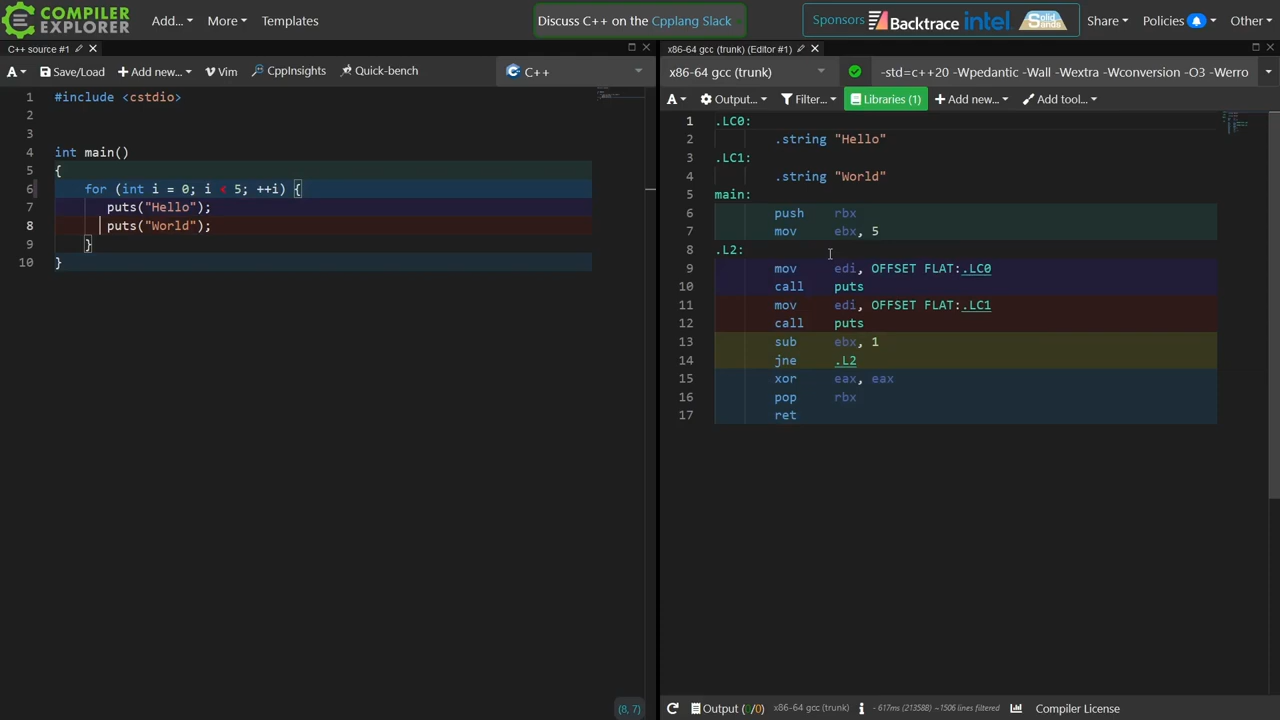 COMPILER
EXPLORER
Add...
More
Templates
Discuss C++ on the Cpplang Slack
Sponsors
Backtrace
intel
Solid Sands
Share
Policies
Other
C++ source #1
A
Save/Load
Add new...
Vim
CppInsights
Quick-bench
C++
1 #include <cstdio>
2
3
4 int main()
5 {
6 for (int i = 0; i < 5; ++i) {
7 puts("Hello");
8 puts("World");
9 }
10 }
(8, 7)
x86-64 gcc (trunk) (Editor #1)
x86-64 gcc (trunk)
-std=c++20 -Wpedantic -Wall -Wextra -Wconversion -O3 -Werro
A
Output...
Filter...
Libraries (1)
Add new...
Add tool...
1 .LC0:
2 .string "Hello"
3 .LC1:
4 .string "World"
5 main:
6 push rbx
7 mov ebx, 5
8 .L2:
9 mov edi, OFFSET FLAT:.LC0
10 call puts
11 mov edi, OFFSET FLAT:.LC1
12 call puts
13 sub ebx, 1
14 jne .L2
15 xor eax, eax
16 pop rbx
17 ret
Output (0/0)
x86-64 gcc (trunk)
- 617ms (213588) ~1506 lines filtered
Compiler License